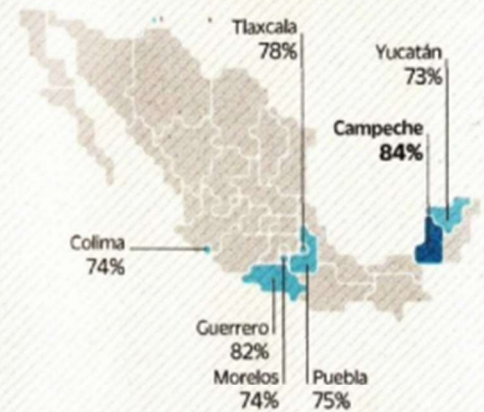 Tlaxcala
78%
Yucatán
73%
Campeche
84%
Colima
74%
Guerrero
82%
Morelos
74%
Puebla
75%